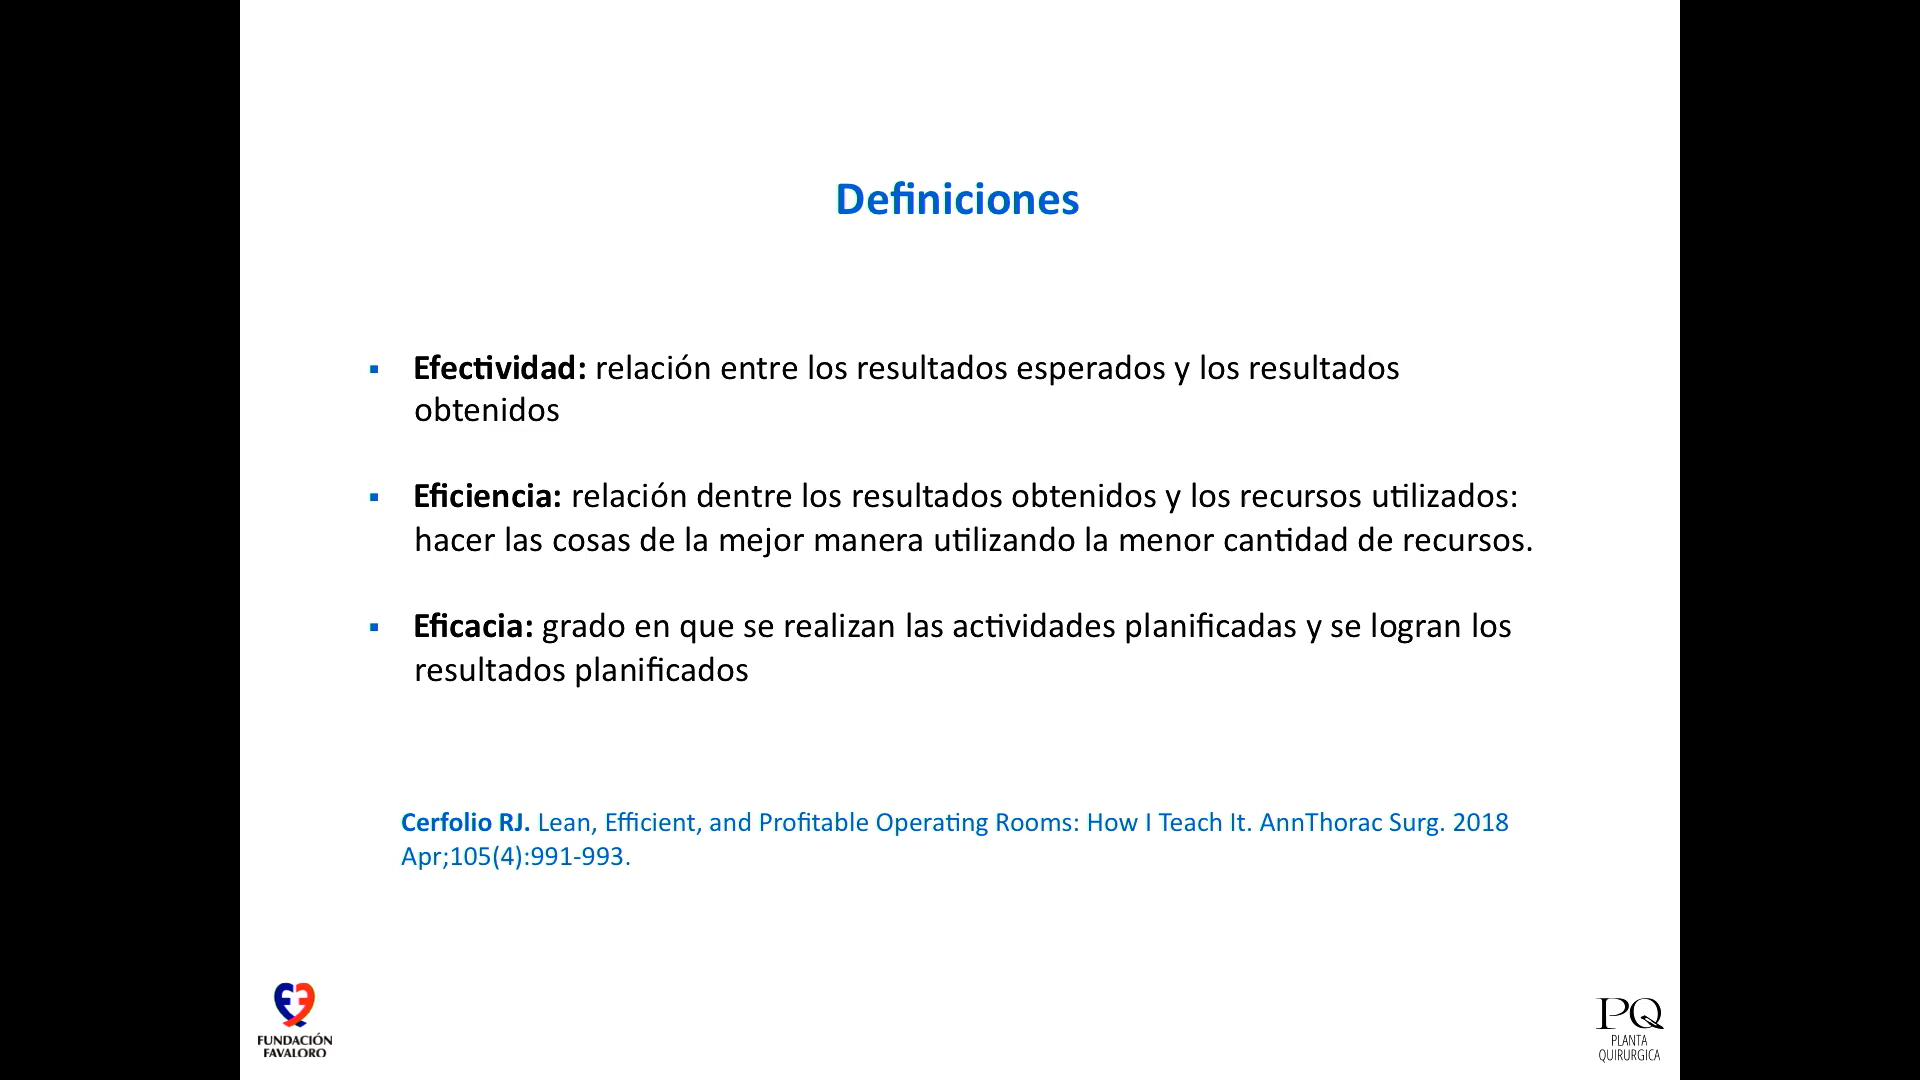 Definiciones
▪ Efectividad: relación entre los resultados esperados y los resultados
obtenidos
▪ Eficiencia: relación dentre los resultados obtenidos y los recursos utilizados:
hacer las cosas de la mejor manera utilizando la menor cantidad de recursos.
▪ Eficacia: grado en que se realizan las actividades planificadas y se logran los
resultados planificados
Cerfolio RJ. Lean, Efficient, and Profitable Operating Rooms: How I Teach It. AnnThorac Surg. 2018
Apr;105(4):991-993.
FUNDACIÓN
FAVALORO
PQ
PLANTA
QUIRURGICA